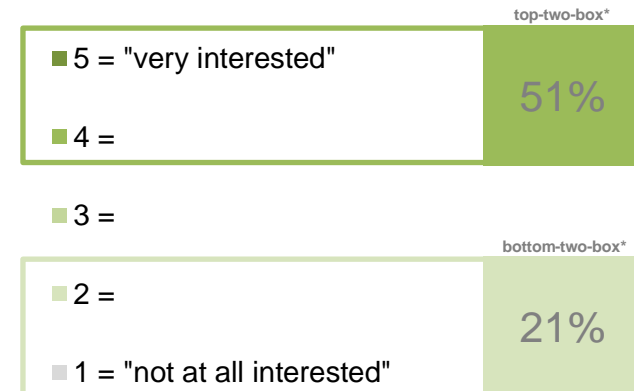 top-two-box*
5 = "very interested"
51%
4 =
3 =
bottom-two-box*
2 =
21%
1 = "not at all interested"